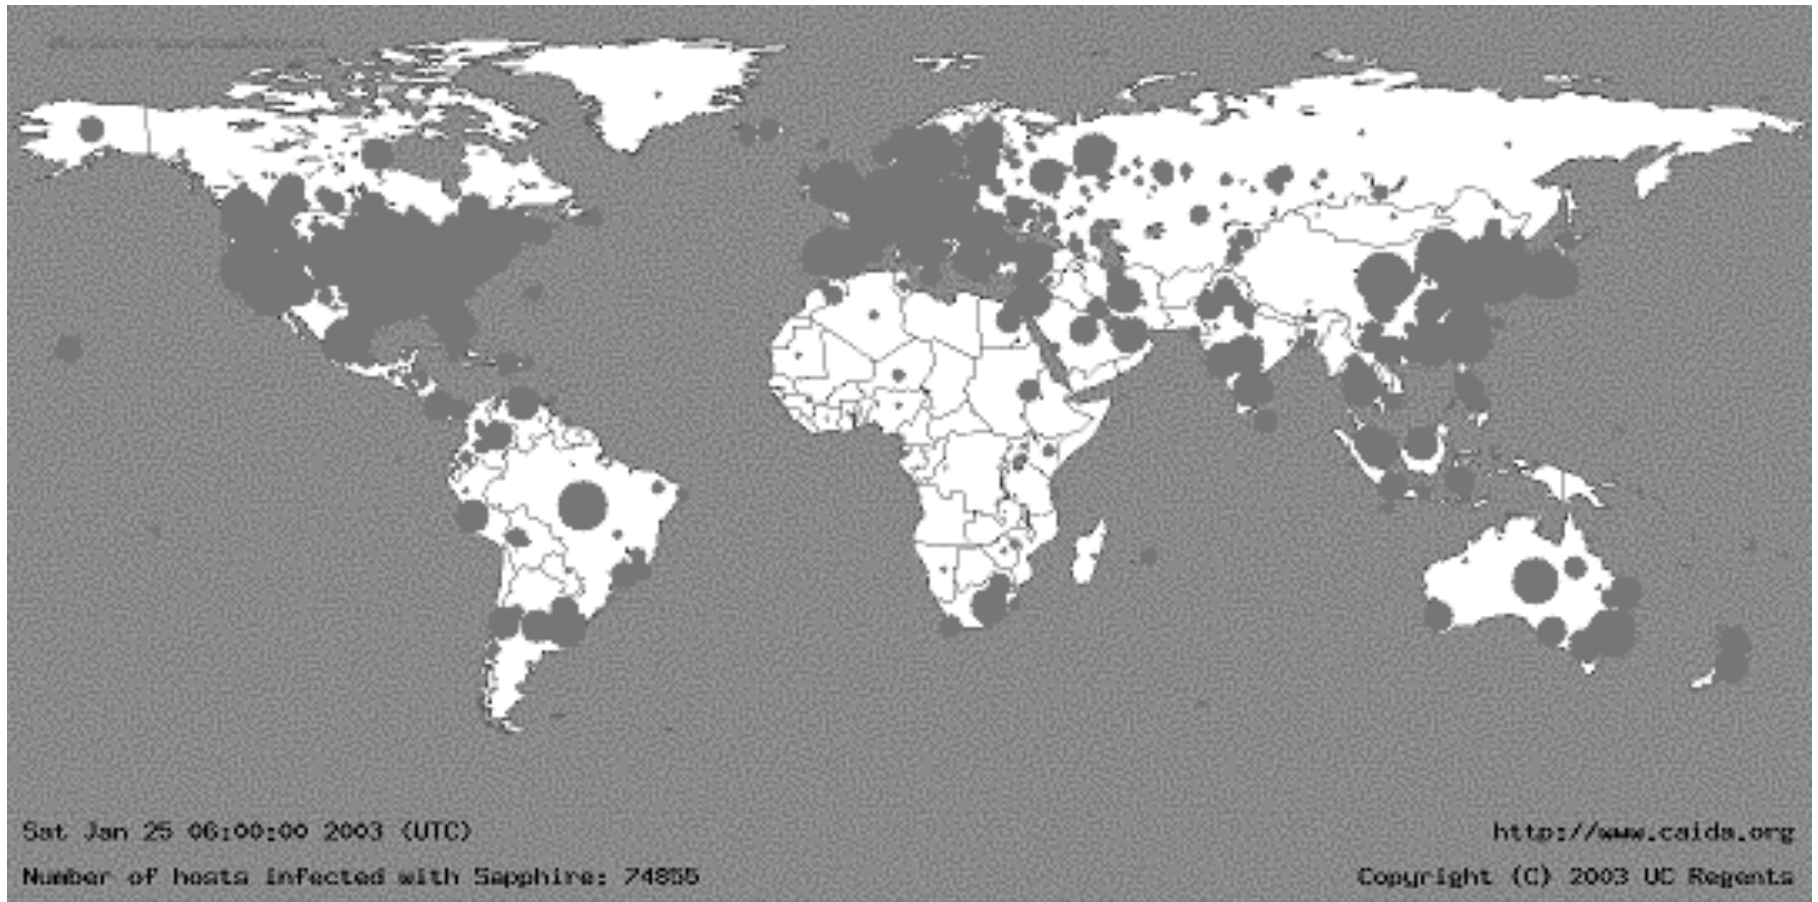 Sat Jan 25 06:00:00 2003 (UTC)
http://www.caida.org
Number of hosts infected with Sapphire: 74855
Copyright (C) 2003 UC Regents